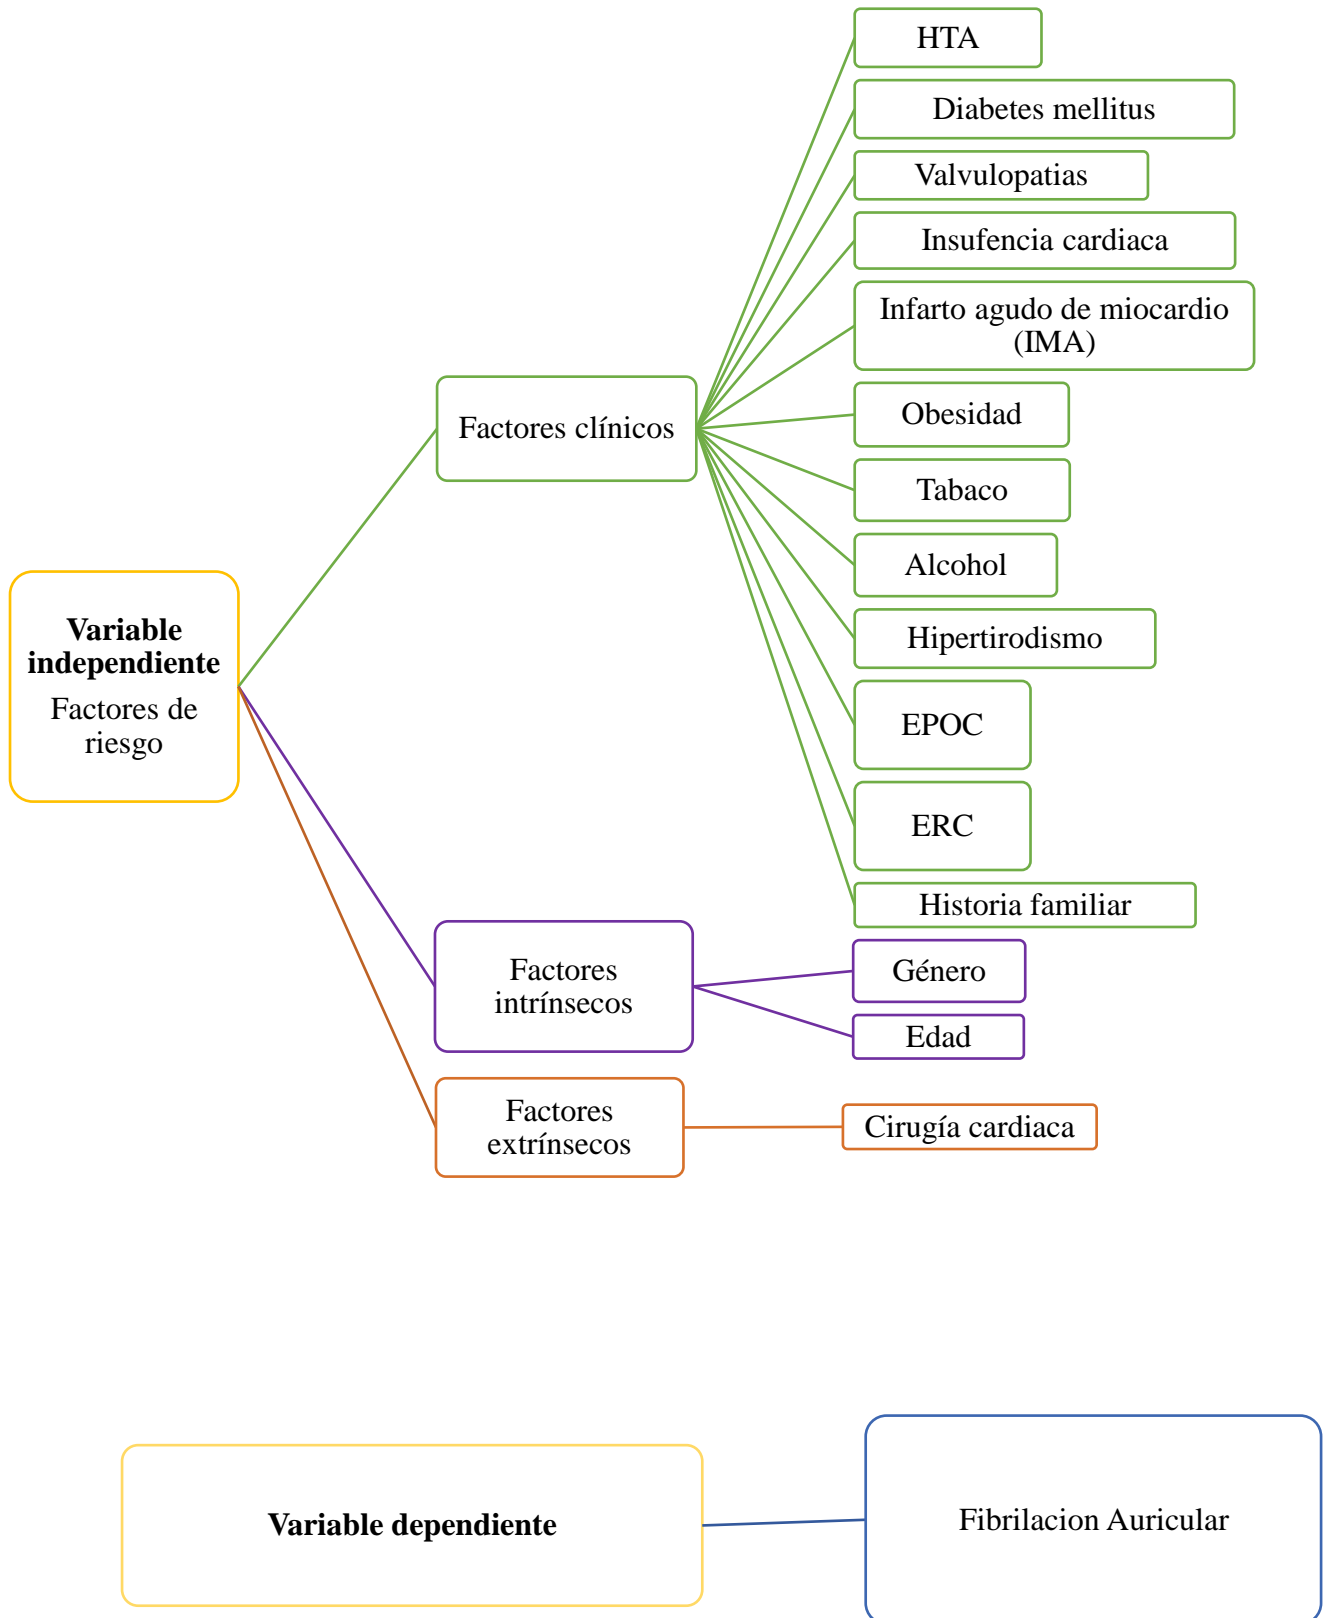 HTA
Diabetes mellitus
Valvulopatias
Insufencia cardiaca
Infarto agudo de miocardio
(IMA)
Obesidad
Factores clínicos
Tabaco
Alcohol
Variable
independiente
Factores de
riesgo
Hipertirodismo
EPOC
ERC
Historia familiar
Factores
intrínsecos
Género
Edad
Factores
extrínsecos
Cirugía cardiaca
Variable dependiente
Fibrilacion Auricular